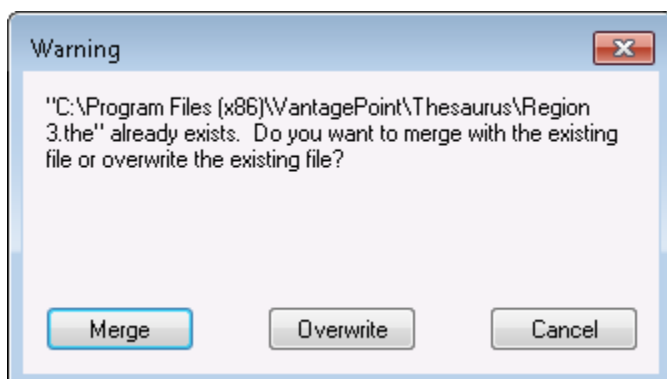 Warning
"C:\Program Files (x86)\VantagePoint\Thesaurus\Region
3.the" already exists.  Do you want to merge with the existing
file or overwrite the existing file?
Merge
Overwrite
Cancel